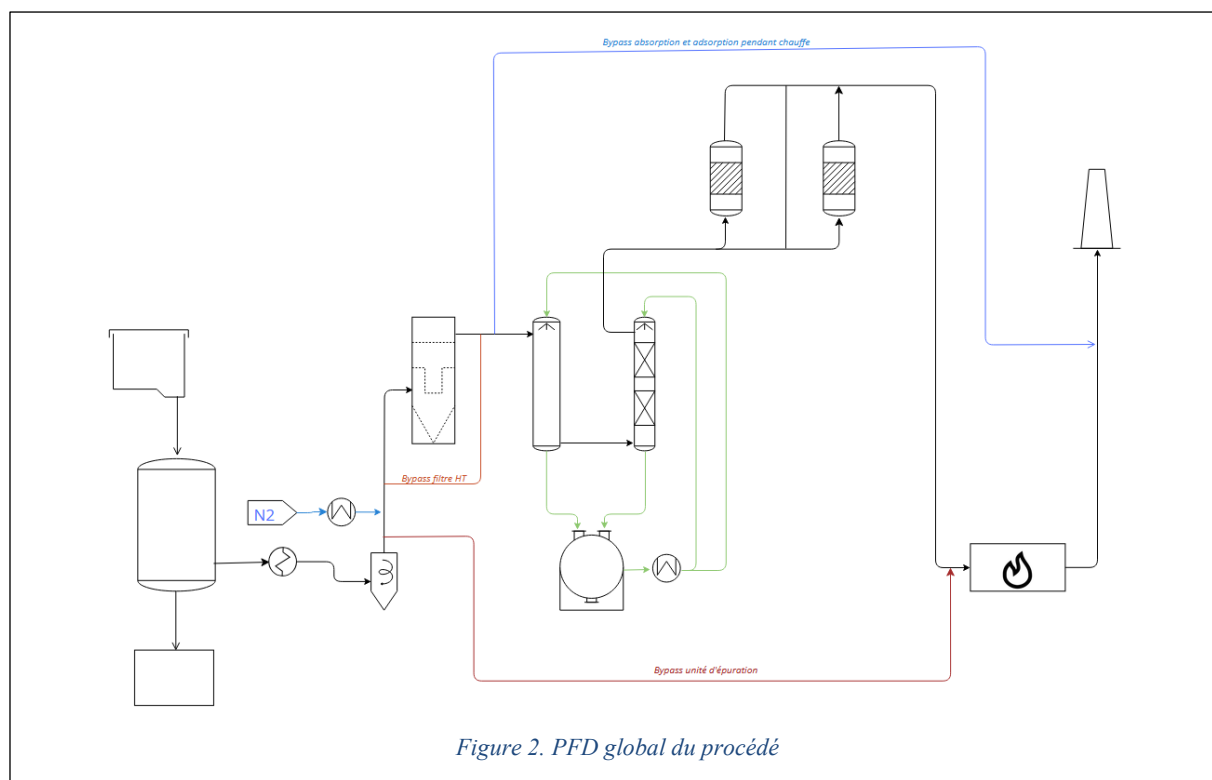 Bypass absorption et adsorption pendant chauffe
Bypass filtre HT
N2
Bypass unité d'épuration
Figure 2. PFD global du procédé